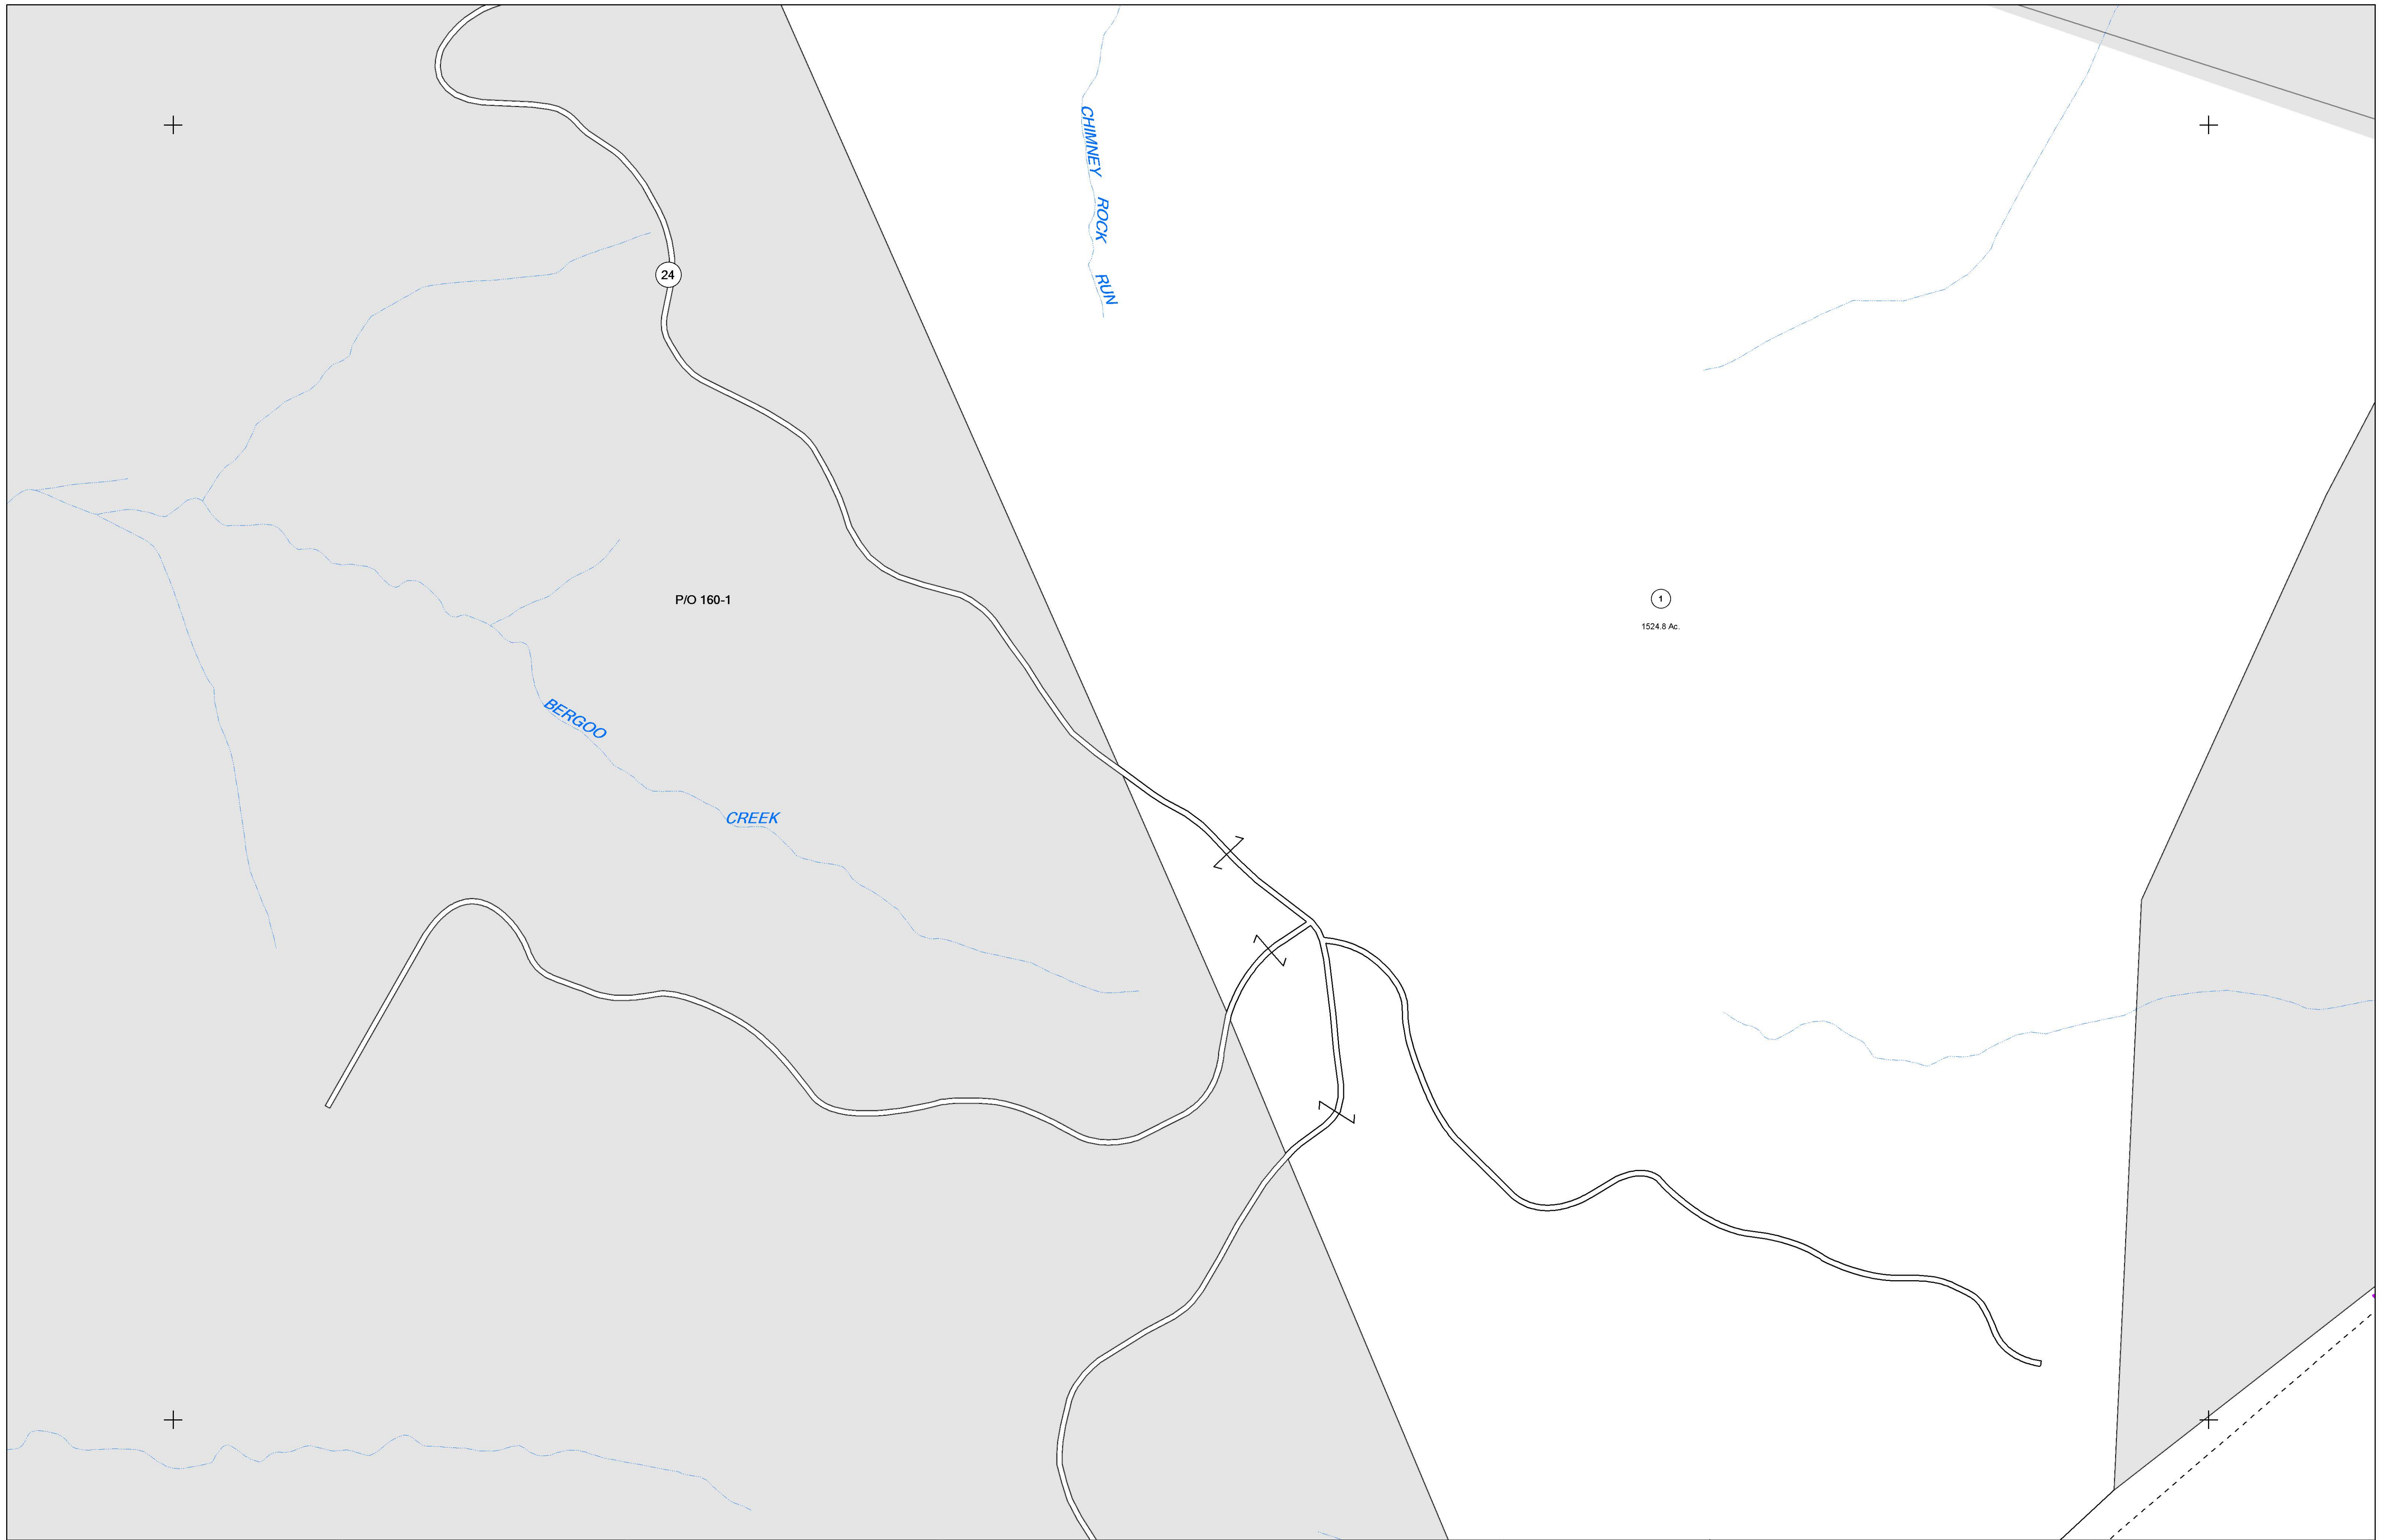 CHIMNEY ROCK RUN
24
P/O 160-1
1
1524.8 Ac.
BERGOO
CREEK